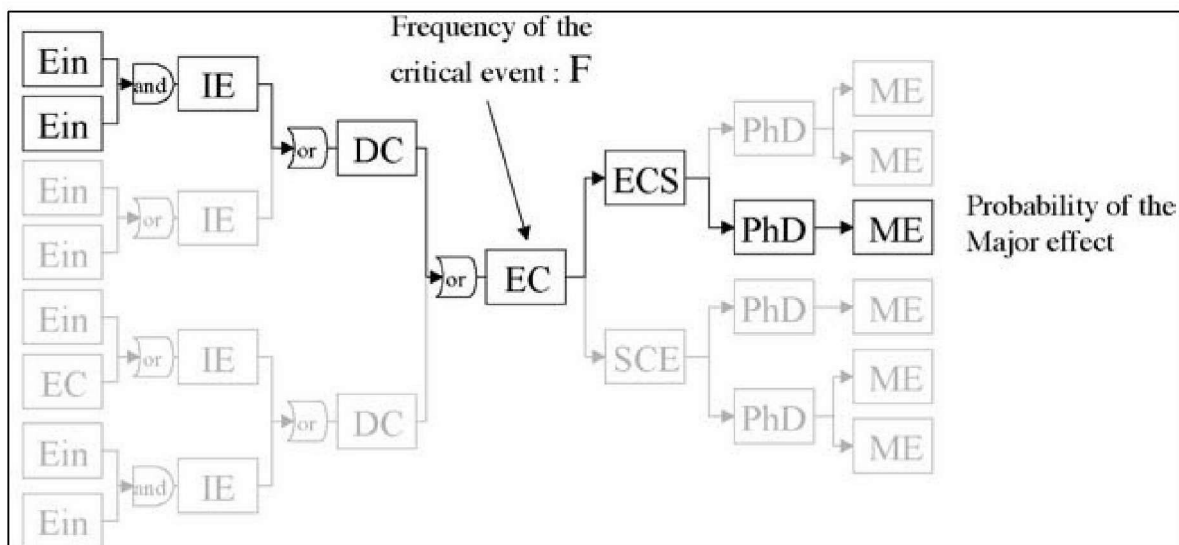 Frequency of the
critical event : F
Ein
and
IE
Ein
or
DC
Ein
or
IE
Ein
or
EC
Ein
or
IE
EC
or
DC
Ein
and
IE
Ein
ECS
PhD
ME
ME
PhD
ME
SCE
PhD
ME
PhD
ME
ME
Probability of the
Major effect